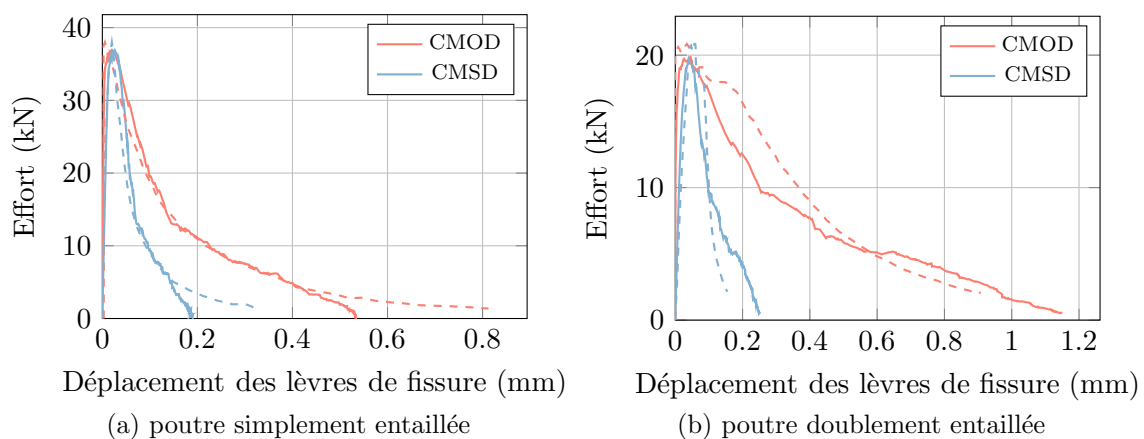 40
30
20
10
0
Effort (kN)
CMOD
CMSD
0 0.2 0.4 0.6 0.8
Déplacement des lèvres de fissure (mm)
(a) poutre simplement entaillée
20
10
0
Effort (kN)
CMOD
CMSD
0 0.2 0.4 0.6 0.8 1 1.2
Déplacement des lèvres de fissure (mm)
(b) poutre doublement entaillée